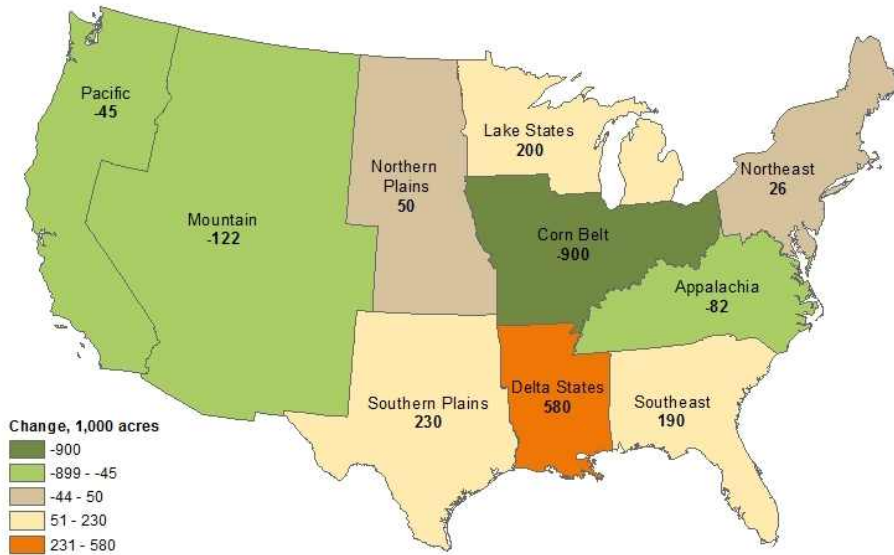 Pacific
-45
Mountain
-122
Northern
Plains
50
Lake States
200
Northeast
26
Corn Belt
-900
Appalachia
-82
Southern Plains
230
Delta States
580
Southeast
190
Change, 1,000 acres
-900
-899 - -45
-44 - 50
51 - 230
231 - 580